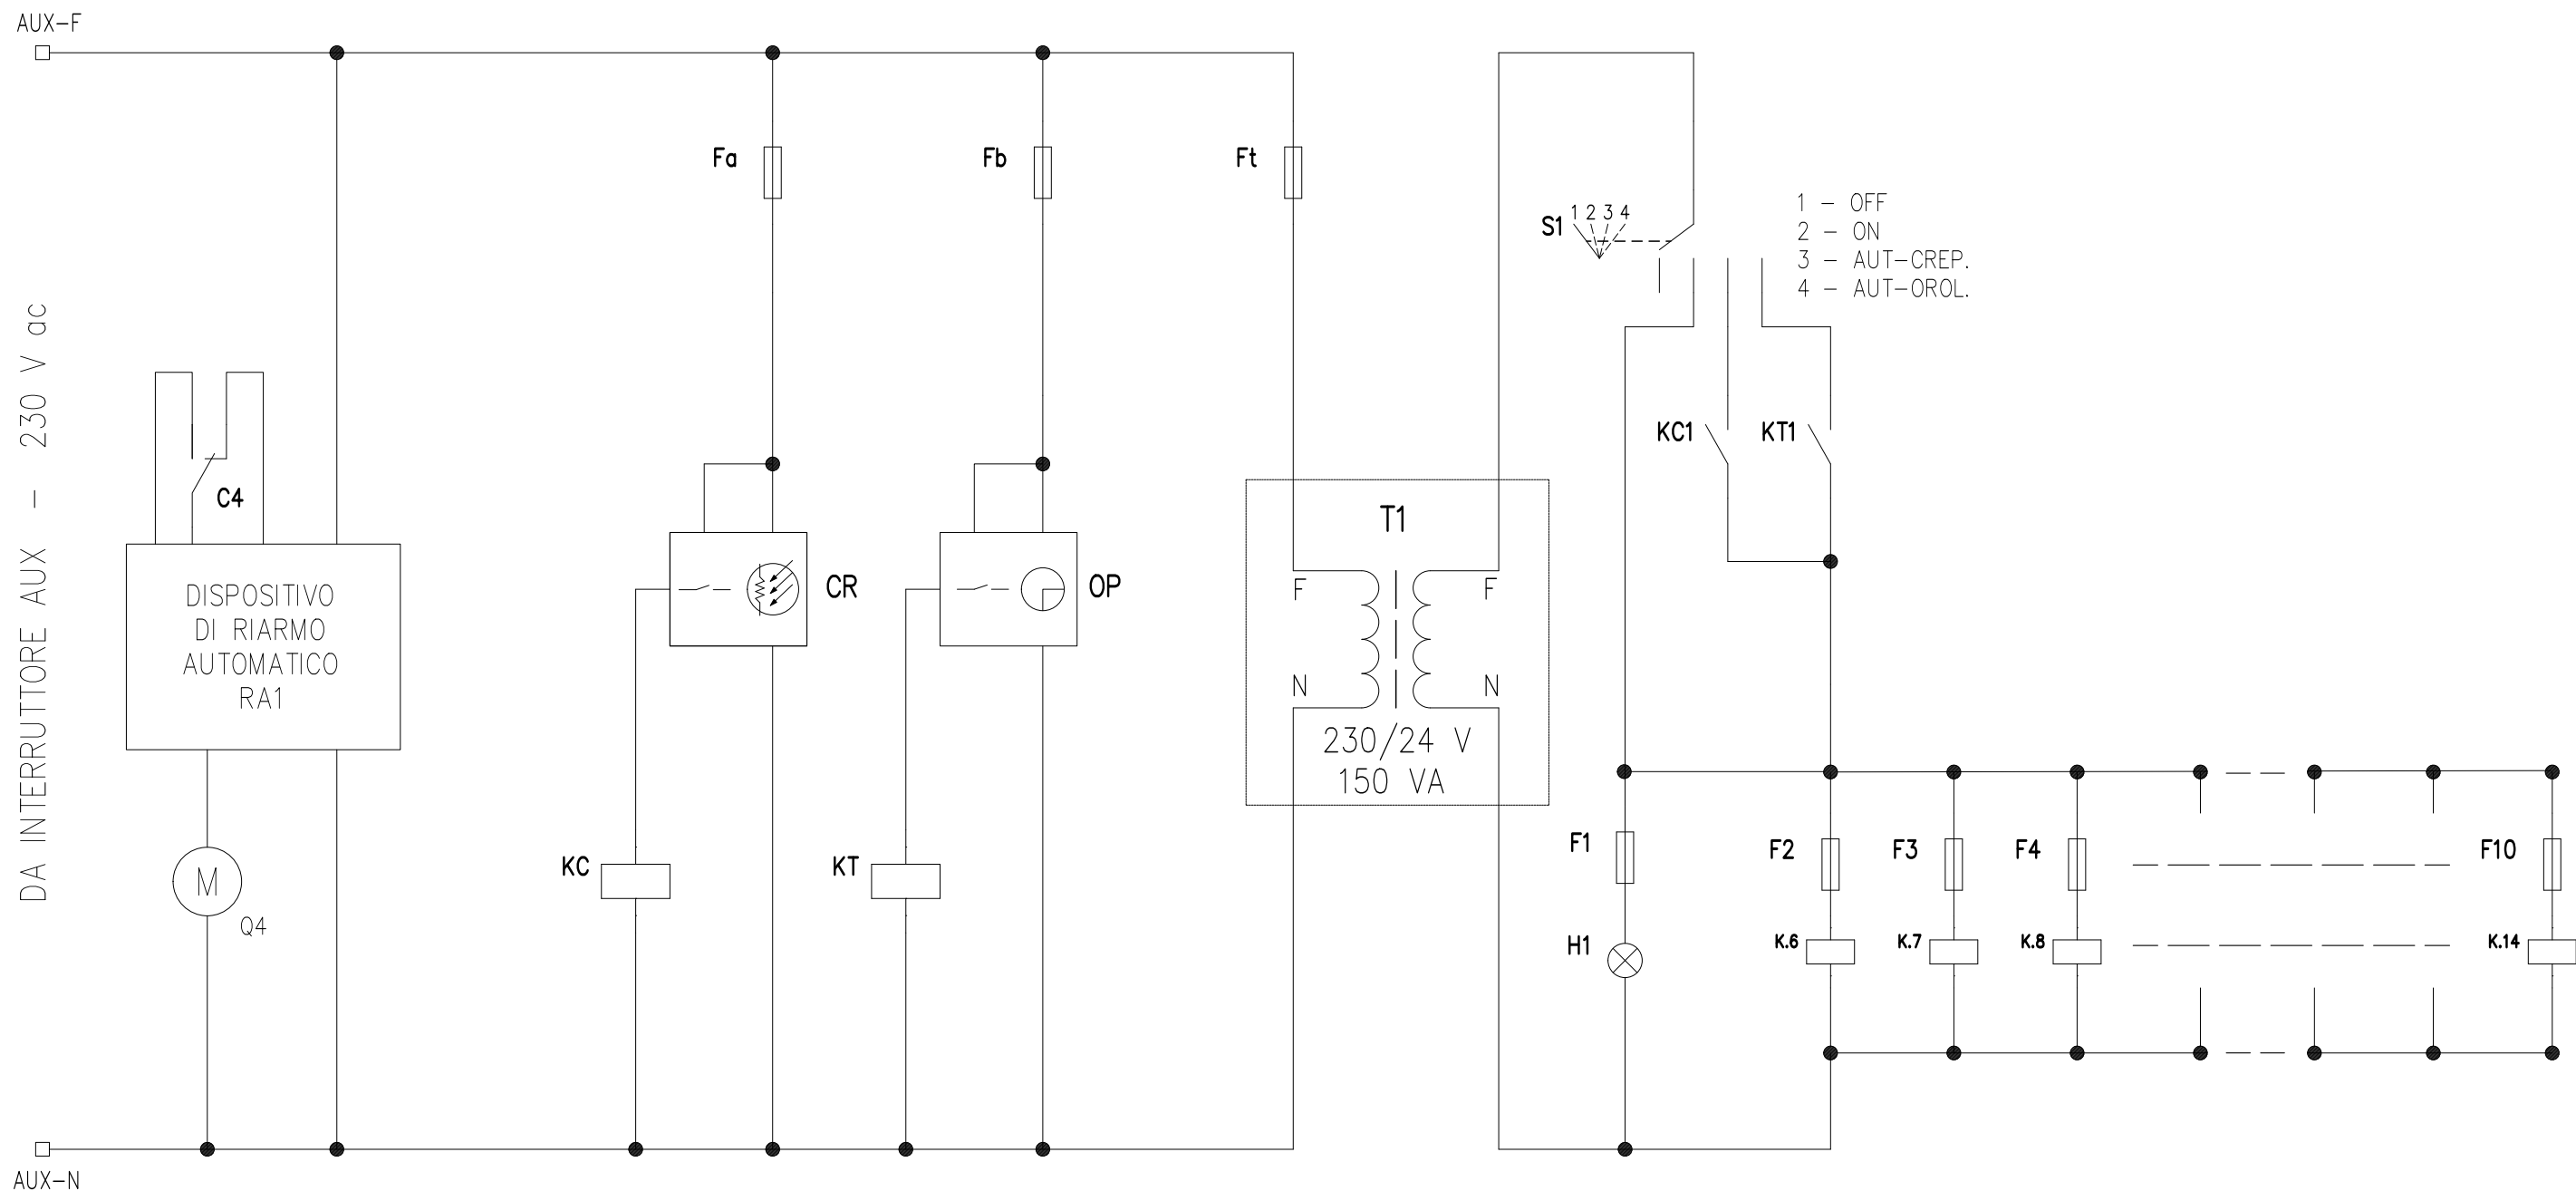 AUX-F
Fa
Fb
Ft
S1
1 2 3 4
1 - OFF
2 - ON
3 - AUT-CREP.
4 - AUT-OROL.
DA INTERRUTTORE AUX - 230 V ac
C4
KC1
KT1
T1
DISPOSITIVO
DI RIARMO
AUTOMATICO
RA1
CR
OP
F
F
N
N
230/24 V
150 VA
M
Q4
KC
KT
F1
F2
F3
F4
F10
H1
K.6
K.7
K.8
K.14
AUX-N